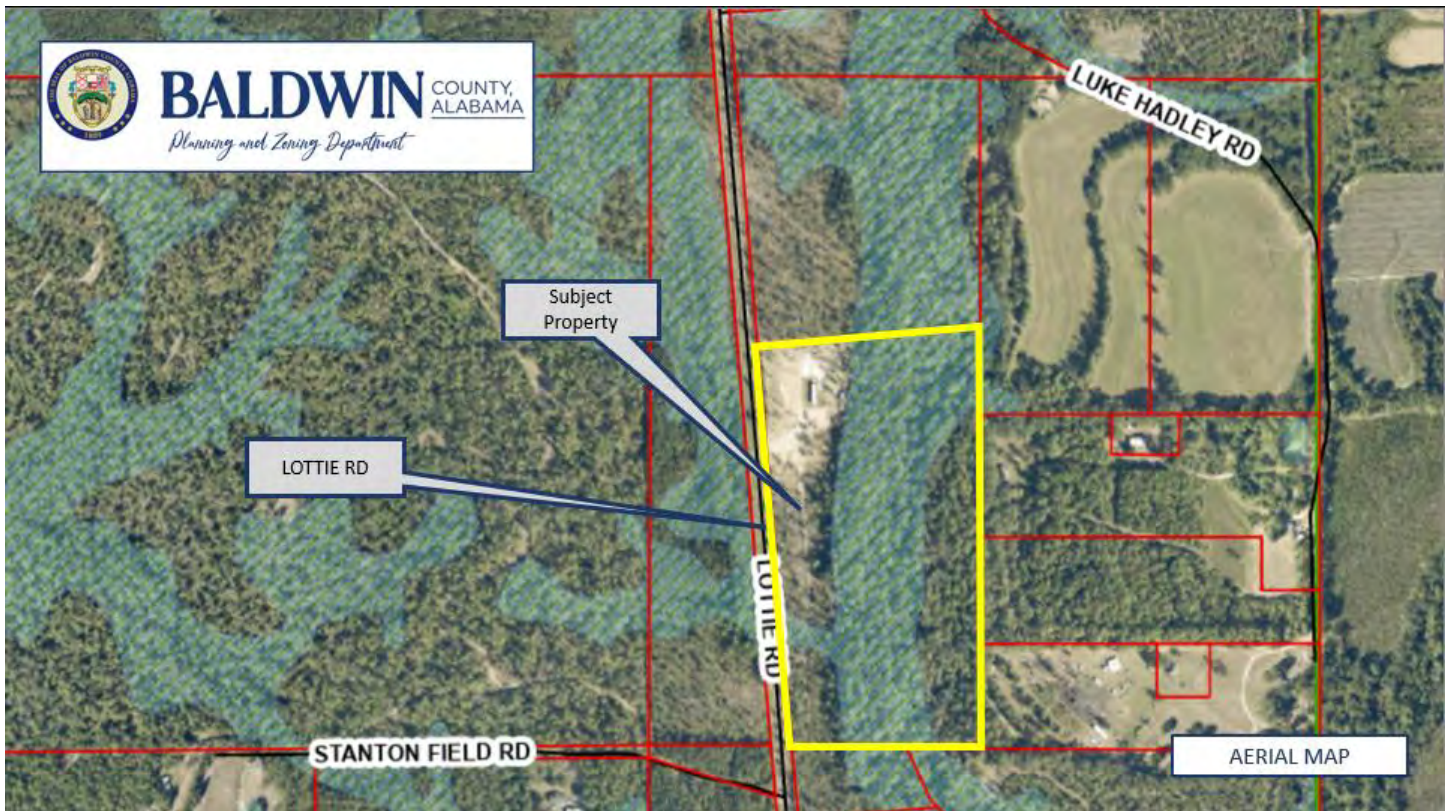 BALDWIN COUNTY,
ALABAMA
Planning and Zoning Department
LUKE HADLEY RD
Subject
Property
LOTTIE RD
LOTTIE RD
STANTON FIELD RD
AERIAL MAP